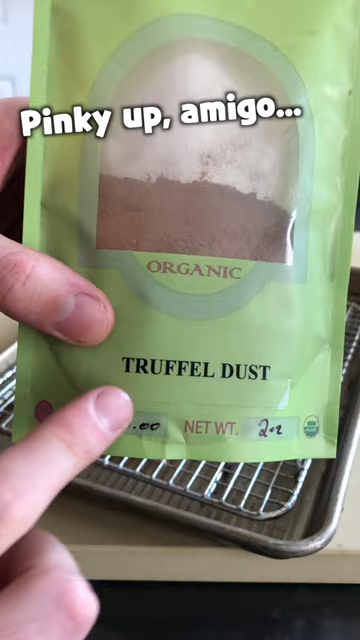 Pinky up, amigo...
ORGANIC
TRUFFEL DUST
.00 NET WT. 2oz